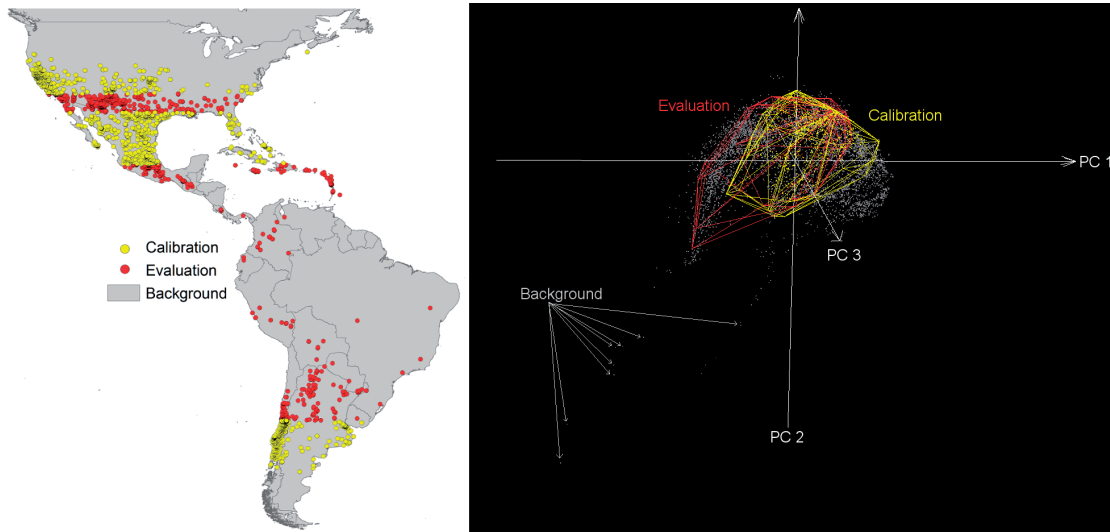 Calibration
Evaluation
Background
Evaluation
Calibration
PC 1
PC 3
Background
PC 2